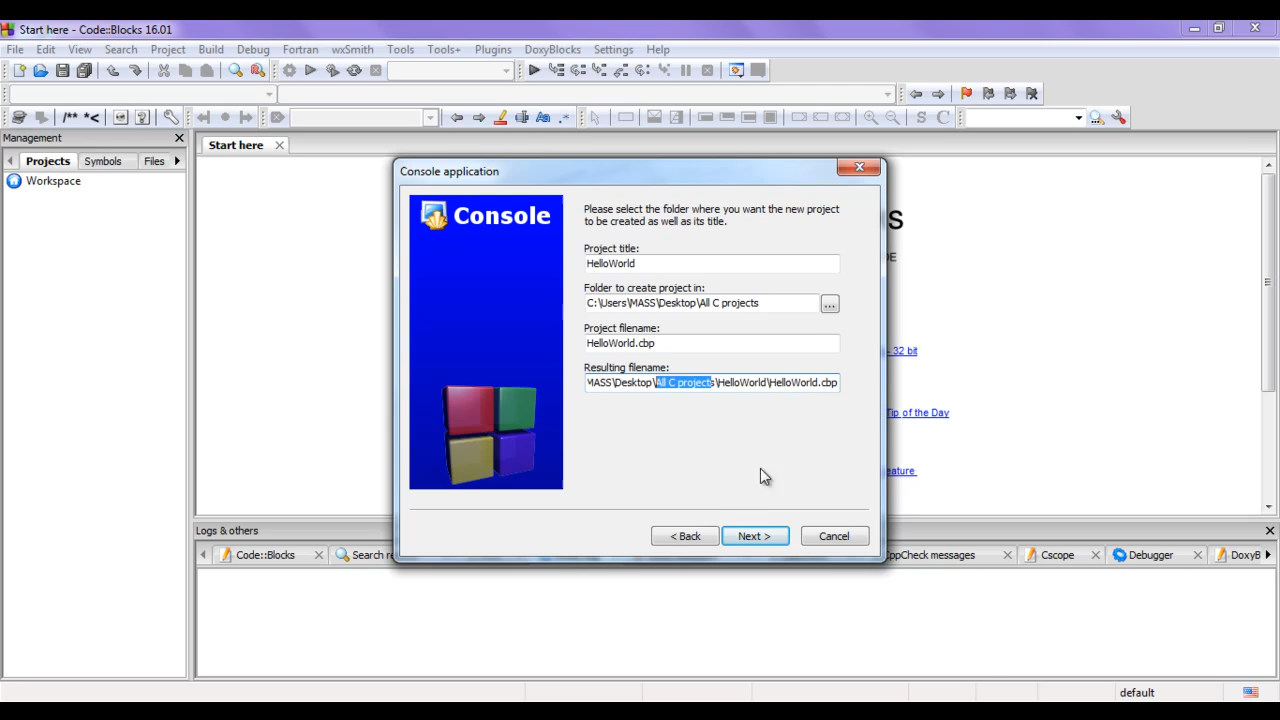 Start here - Code::Blocks 16.01
File Edit View Search Project Build Debug Fortran wxSmith Tools Tools+ Plugins DoxyBlocks Settings Help
/** *<
Aa .*
S C
Management
Start here
Projects Symbols Files
Workspace
Console application
Console
Please select the folder where you want the new project
to be created as well as its title.
Project title:
HelloWorld
Folder to create project in:
C:\Users\MASS\Desktop\All C projects
...
Project filename:
HelloWorld.cbp
Resulting filename:
MASS\Desktop\All C projects\HelloWorld\HelloWorld.cbp
< Back Next > Cancel
S
E
- 32 bit
Tip of the Day
eature
Logs & others
Code::Blocks Search re CppCheck messages Cscope Debugger DoxyB
default